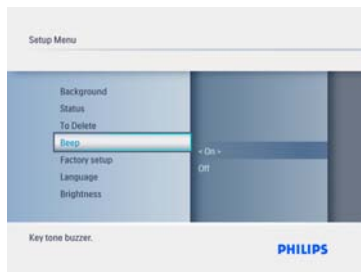 Setup Menu
Background
Status
To Delete
Beep
Factory setup
Language
Brightness
• On •
Off
Key tone buzzer.
PHILIPS